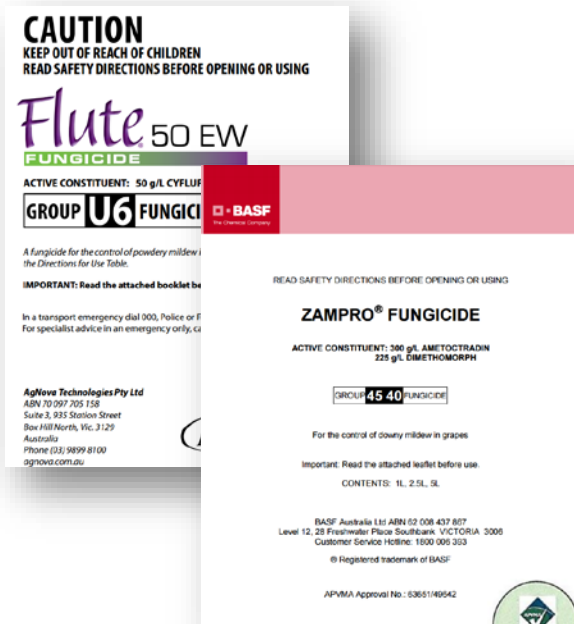 CAUTION
KEEP OUT OF REACH OF CHILDREN
READ SAFETY DIRECTIONS BEFORE OPENING OR USING
Flute 50 EW
FUNGICIDE
ACTIVE CONSTITUENT: 50 g/L CYFLUF
GROUP U6 FUNGICI
A fungicide for the control of powdery mildew
the Directions for Use Table.
IMPORTANT: Read the attached booklet be
In a transport emergency dial 000, Police or F
For specialist advice in an emergency only, ca
AgNova Technologies Pty Ltd
ABN 70 097 705 158
Suite 3, 935 Station Street
Box Hill North, Vic. 3129
Australia
Phone (03) 9899 8100
agnova.com.au
BASF
The Chemical Company
READ SAFETY DIRECTIONS BEFORE OPENING OR USING
ZAMPRO® FUNGICIDE
ACTIVE CONSTITUENT: 300 g/L AMETOCTRADIN
225 g/L DIMETHOMORPH
GROUP 45 40 FUNGICIDE
For the control of downy mildew in grapes
Important: Read the attached leaflet before use.
CONTENTS: 1L, 2.5L, 5L
BASF Australia Ltd ABN 62 008 437 867
Level 12, 28 Freshwater Place Southbank VICTORIA 3006
Customer Service Hotline: 1800 006 393
® Registered trademark of BASF
APVMA Approval No.: 63651/49642